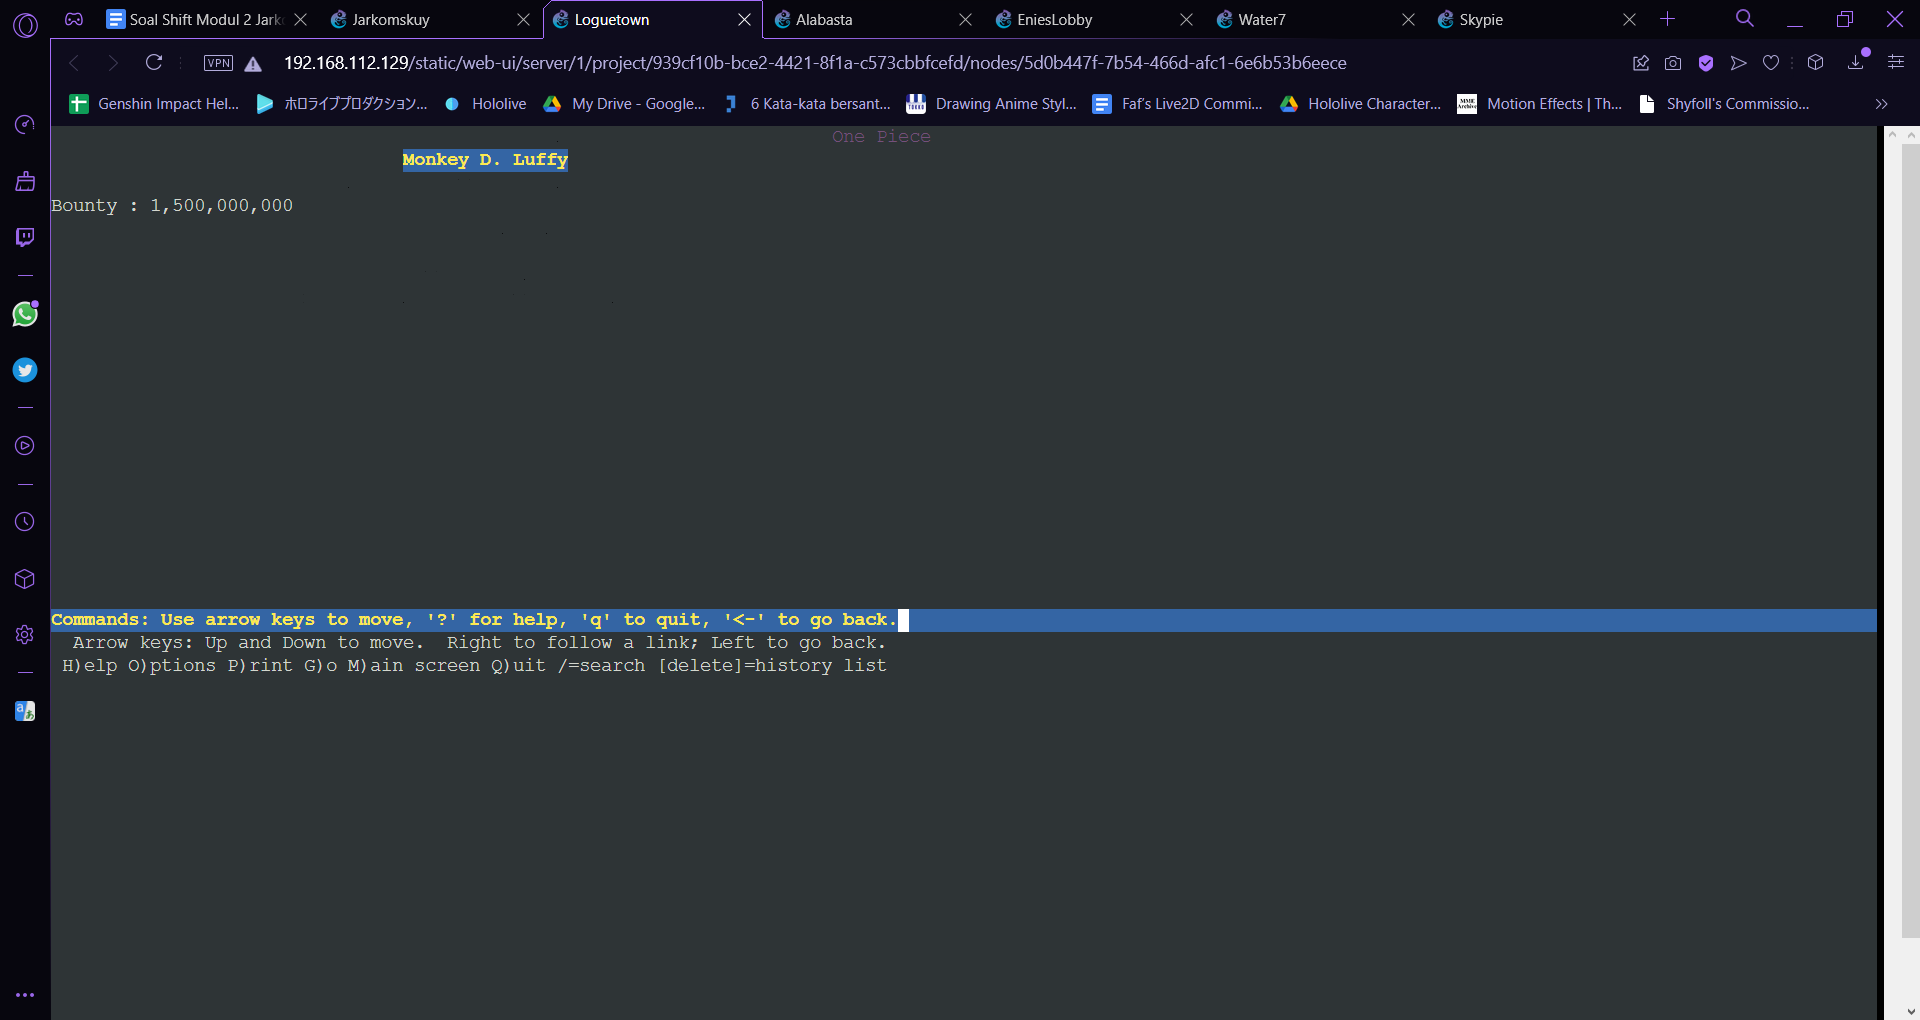 Soal Shift Modul 2 Jark
Jarkomskuy
Loguetown
Alabasta
EniesLobby
Water7
Skypie
VPN
192.168.112.129/static/web-ui/server/1/project/939cf10b-bce2-4421-8f1a-c573cbbfcefd/nodes/5d0b447f-7b54-466d-afc1-6e6b53b6eece
Genshin Impact Hel...
ホロライブプロダクション...
Hololive
My Drive - Google...
6 Kata-kata bersant...
Drawing Anime Styl...
Faf's Live2D Commi...
Hololive Character...
Motion Effects | Th...
Shyfoll's Commissio...
One Piece
Monkey D. Luffy
Bounty : 1,500,000,000
Commands: Use arrow keys to move, '?' for help, 'q' to quit, '<-' to go back.
Arrow keys: Up and Down to move.  Right to follow a link; Left to go back.
H)elp O)ptions P)rint G)o M)ain screen Q)uit /=search [delete]=history list